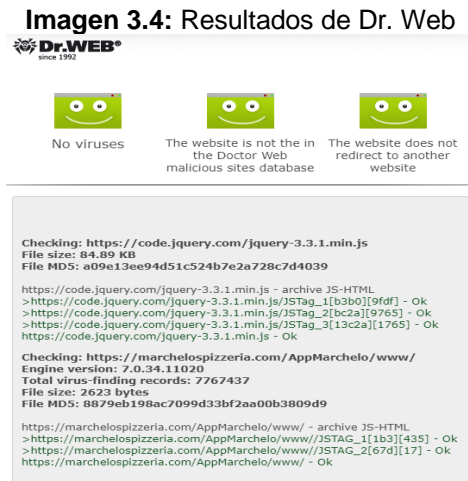 Imagen 3.4: Resultados de Dr. Web
Dr.WEB®
since 1992
No viruses
The website is not the in the Doctor Web malicious sites database
The website does not redirect to another website
Checking: https://code.jquery.com/jquery-3.3.1.min.js
File size: 84.89 KB
File MD5: a09e13ee94d51c524b7e2a728c7d4039
https://code.jquery.com/jquery-3.3.1.min.js - archive JS-HTML
>https://code.jquery.com/jquery-3.3.1.min.js/JSTag_1[b3b0][9fdf] - Ok
>https://code.jquery.com/jquery-3.3.1.min.js/JSTag_2[bc2a][9765] - Ok
>https://code.jquery.com/jquery-3.3.1.min.js/JSTag_3[13c2a][1765] - Ok
https://code.jquery.com/jquery-3.3.1.min.js - Ok
Checking: https://marchelospizzeria.com/AppMarchelo/www/
Engine version: 7.0.34.11020
Total virus-finding records: 7767437
File size: 2623 bytes
File MD5: 8879eb198ac7099d33bf2aa00b3809d9
https://marchelospizzeria.com/AppMarchelo/www/ - archive JS-HTML
>https://marchelospizzeria.com/AppMarchelo/www//JSTAG_1[1b3][435] - Ok
>https://marchelospizzeria.com/AppMarchelo/www//JSTAG_2[67d][17] - Ok
https://marchelospizzeria.com/AppMarchelo/www/ - Ok